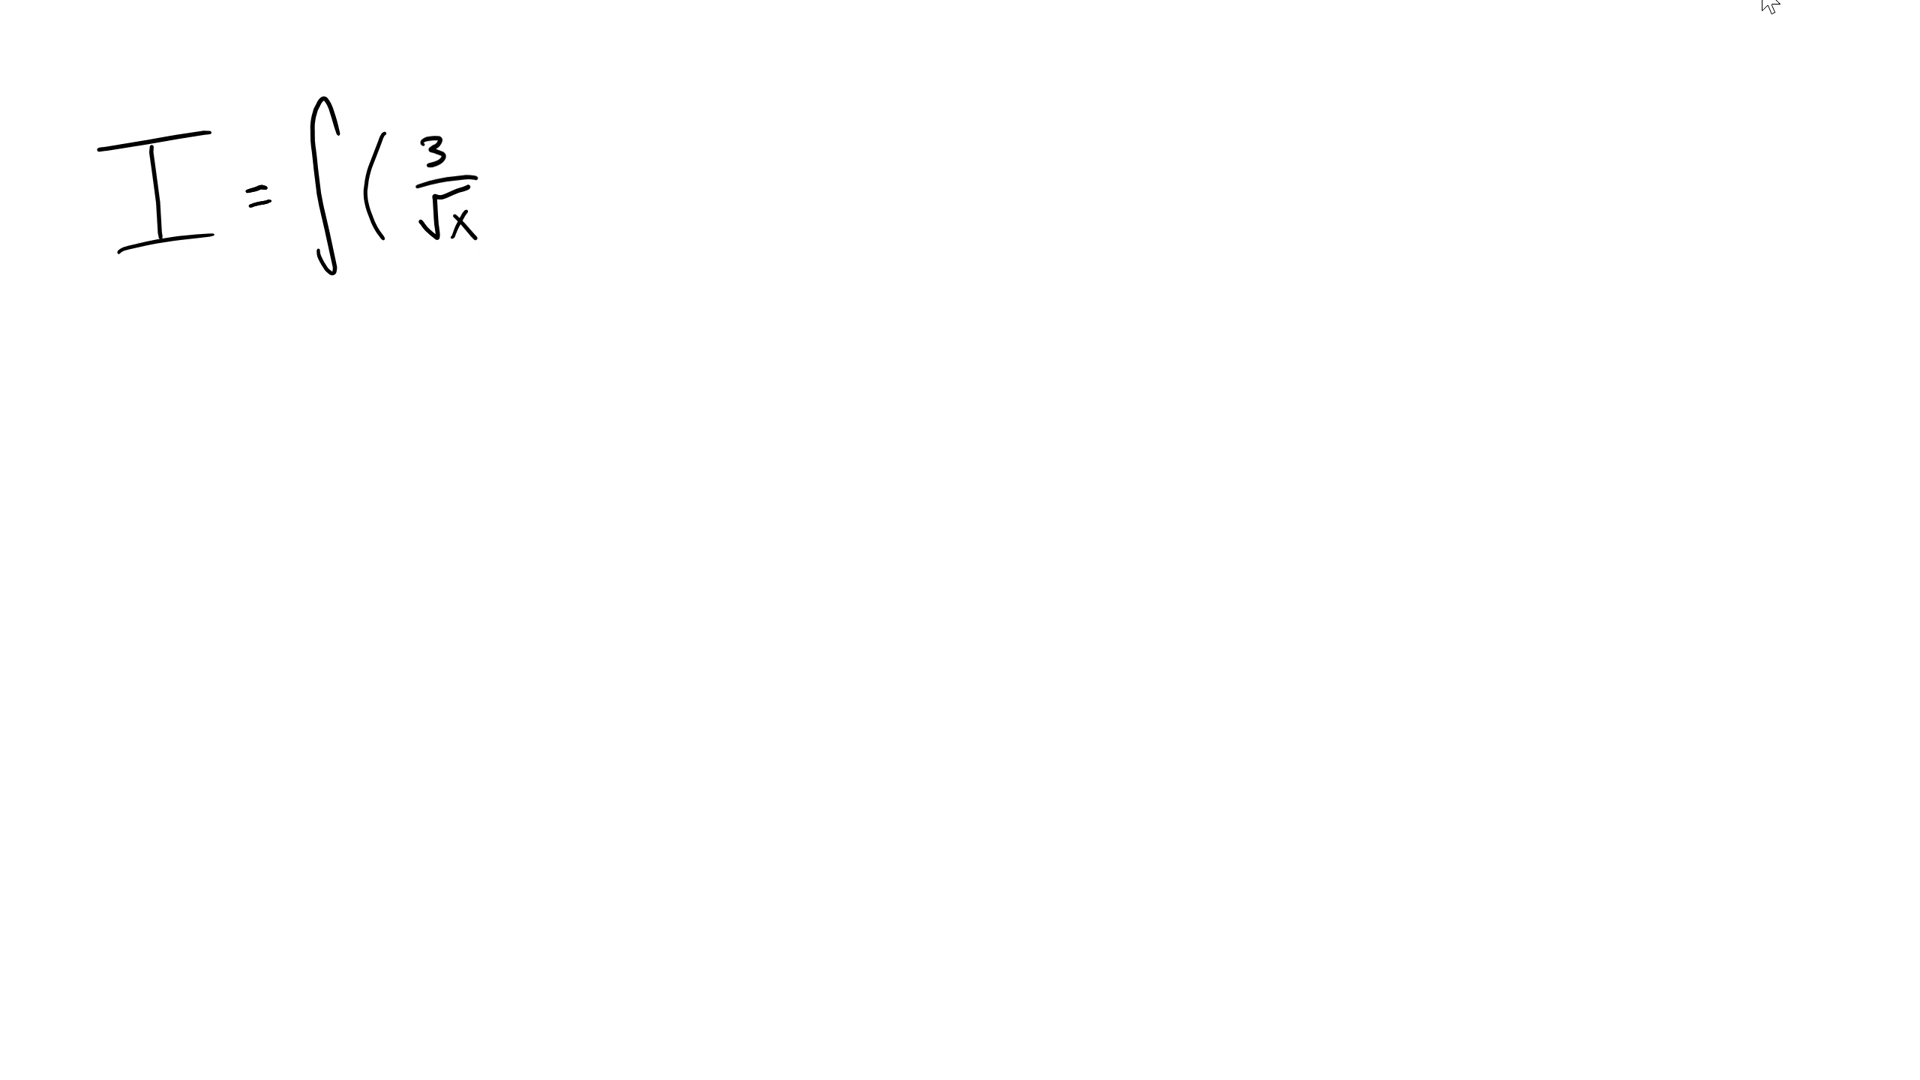 I = ∫ ( 3/√x